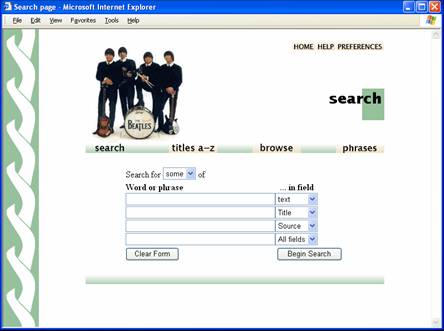 Search page - Microsoft Internet Explorer
File Edit View Favorites Tools Help
HOME HELP PREFERENCES
search
THE BEATLES
search titles a–z browse phrases
Search for some of
Word or phrase ... in field
text
Title
Source
All fields
Clear Form Begin Search